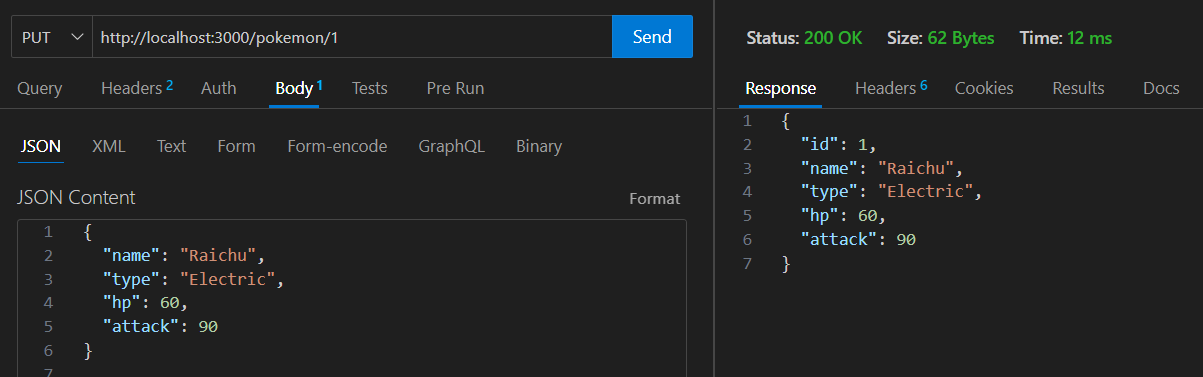 PUT http://localhost:3000/pokemon/1 Send
Query Headers 2 Auth Body 1 Tests Pre Run
JSON XML Text Form Form-encode GraphQL Binary
JSON Content Format
1 {
2 "name": "Raichu",
3 "type": "Electric",
4 "hp": 60,
5 "attack": 90
6 }
7
Status: 200 OK Size: 62 Bytes Time: 12 ms
Response Headers 6 Cookies Results Docs
1 {
2 "id": 1,
3 "name": "Raichu",
4 "type": "Electric",
5 "hp": 60,
6 "attack": 90
7 }